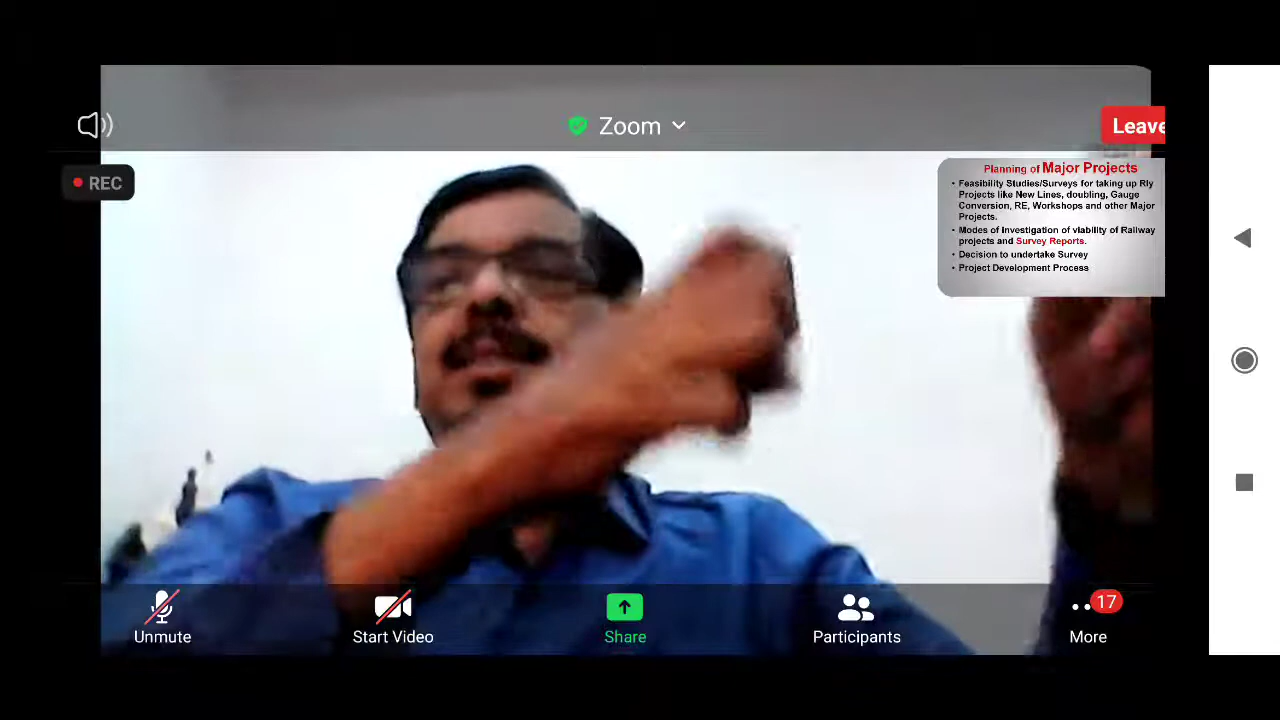 Zoom
Leave
REC
Planning of Major Projects
• Feasibility Studies/Surveys for taking up Rly
Projects like New Lines, doubling, Gauge
Conversion, RE, Workshops and other Major
Projects.
• Modes of Investigation of viability of Railway
projects and Survey Reports.
• Decision to undertake Survey
• Project Development Process
Unmute
Start Video
Share
Participants
17
More